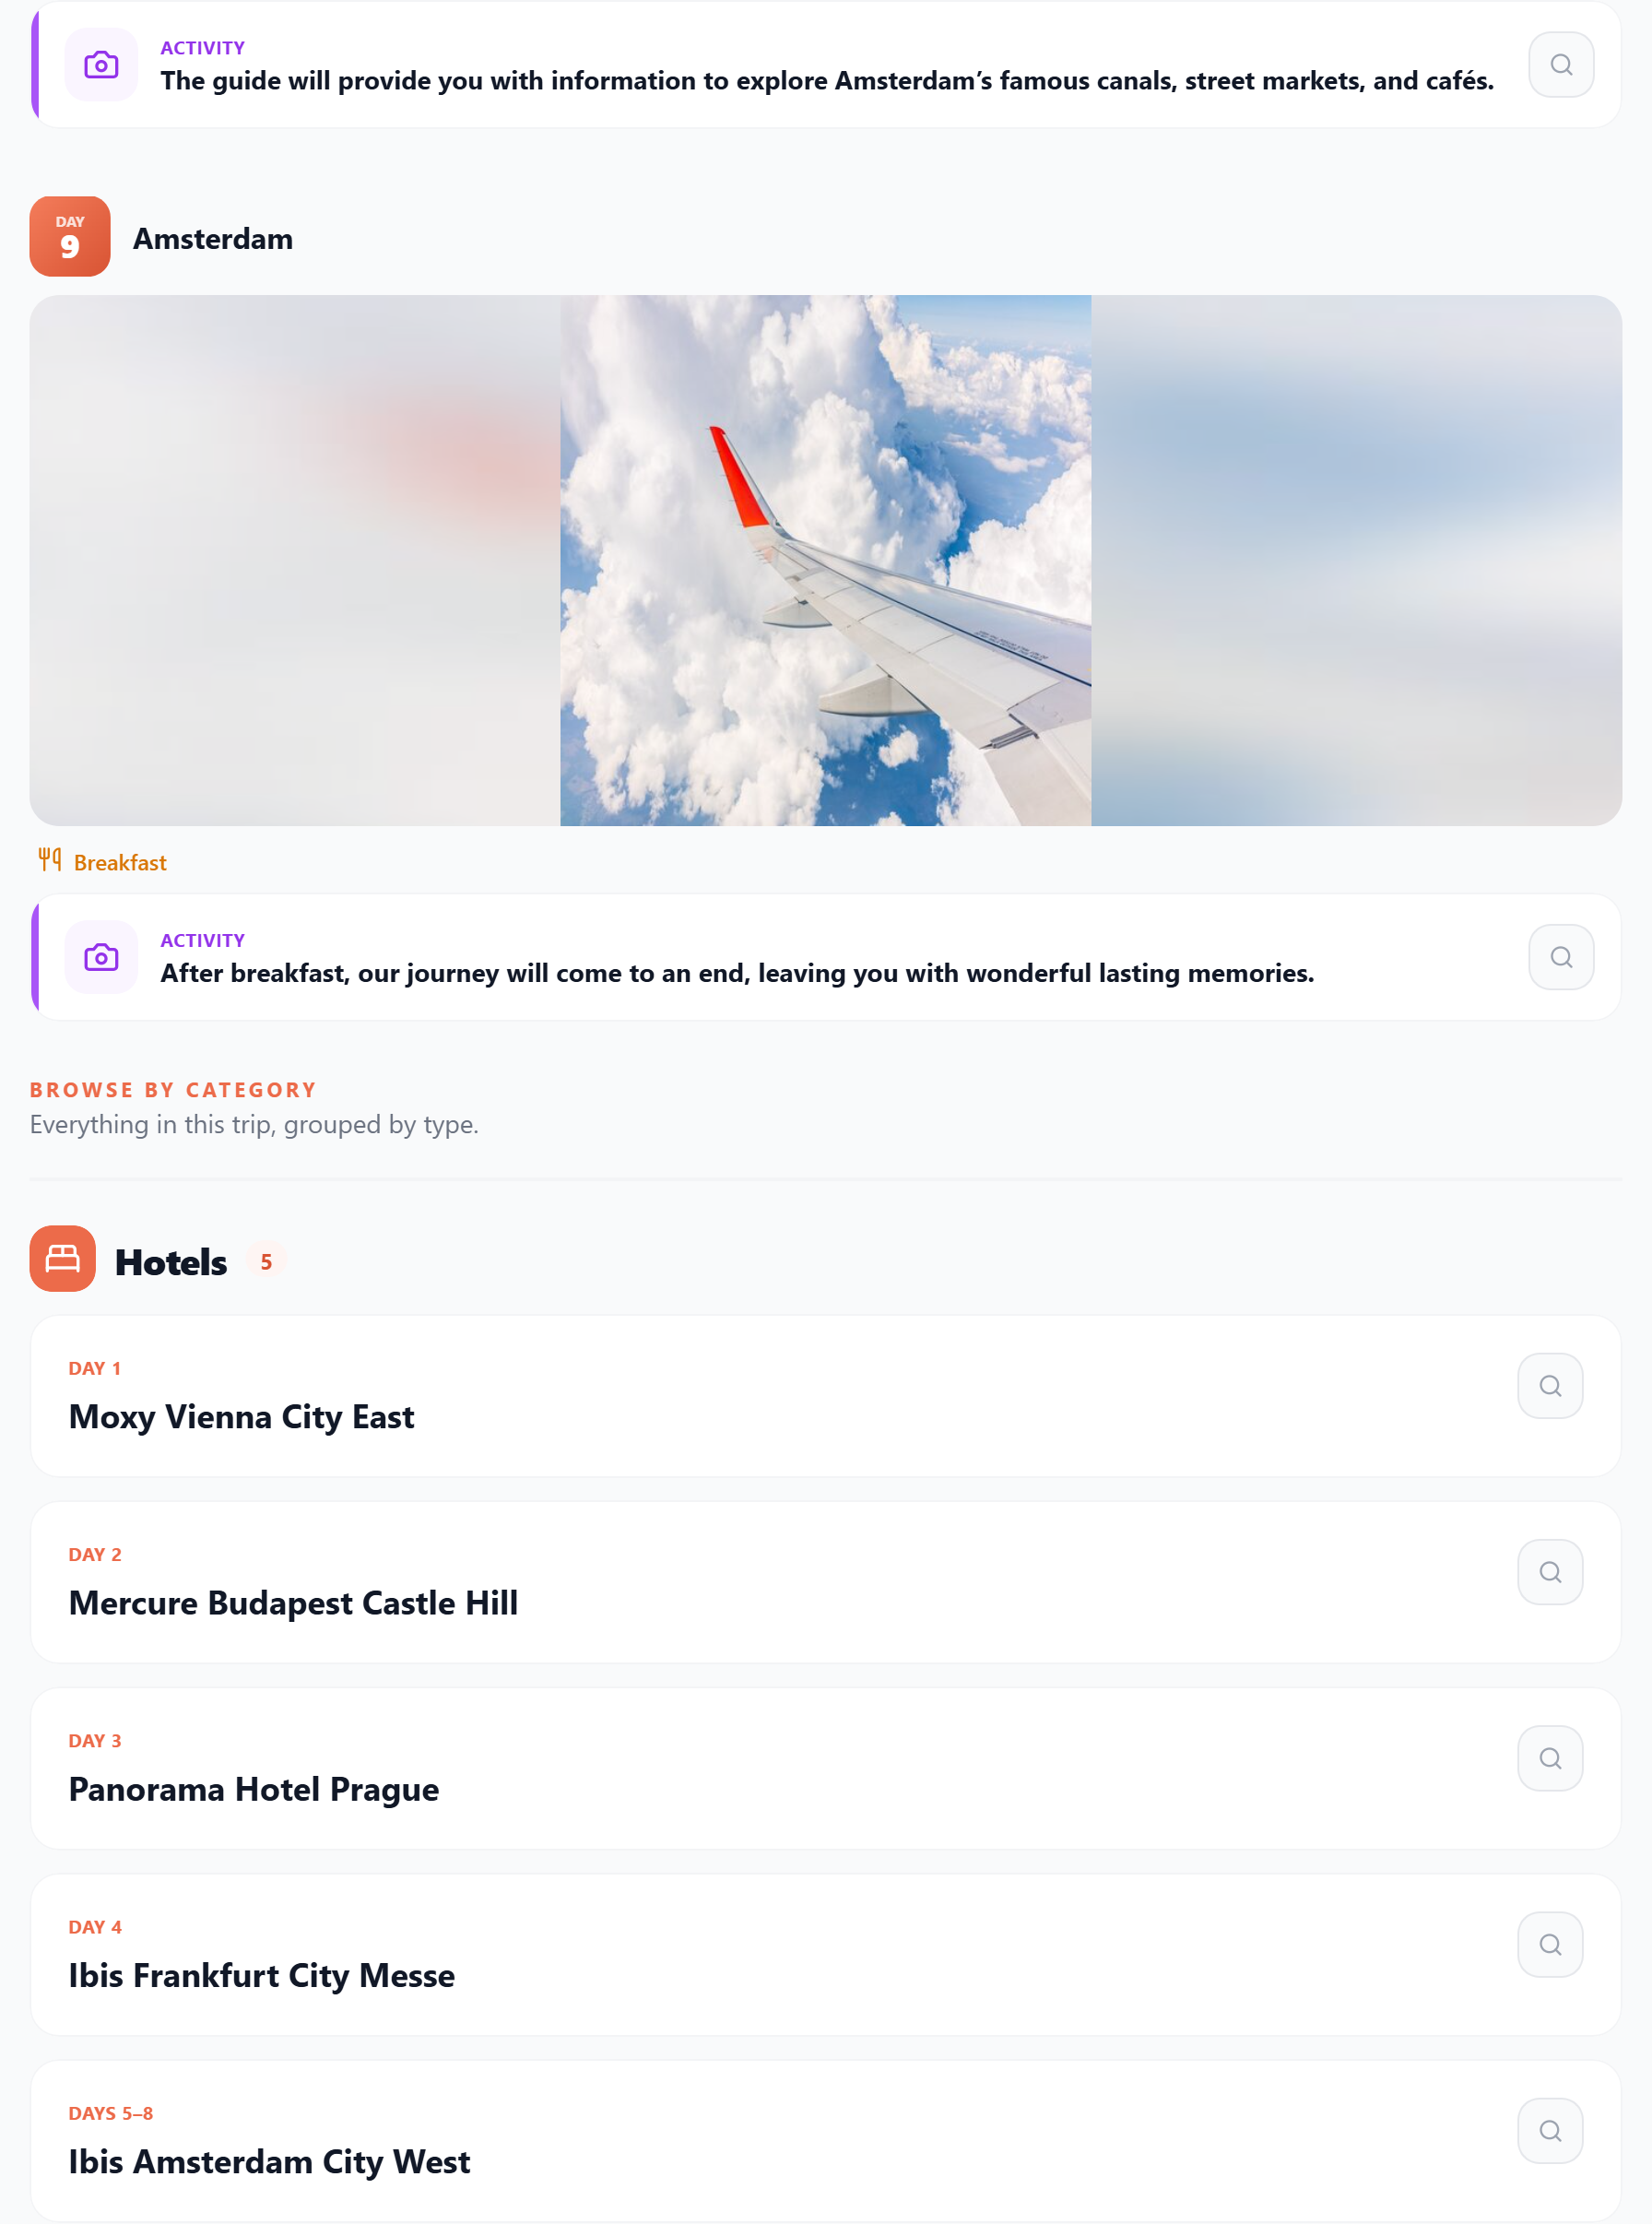 ACTIVITY
The guide will provide you with information to explore Amsterdam’s famous canals, street markets, and cafés.
DAY
9
Amsterdam
Breakfast
ACTIVITY
After breakfast, our journey will come to an end, leaving you with wonderful lasting memories.
BROWSE BY CATEGORY
Everything in this trip, grouped by type.
Hotels 5
DAY 1
Moxy Vienna City East
DAY 2
Mercure Budapest Castle Hill
DAY 3
Panorama Hotel Prague
DAY 4
Ibis Frankfurt City Messe
DAYS 5–8
Ibis Amsterdam City West